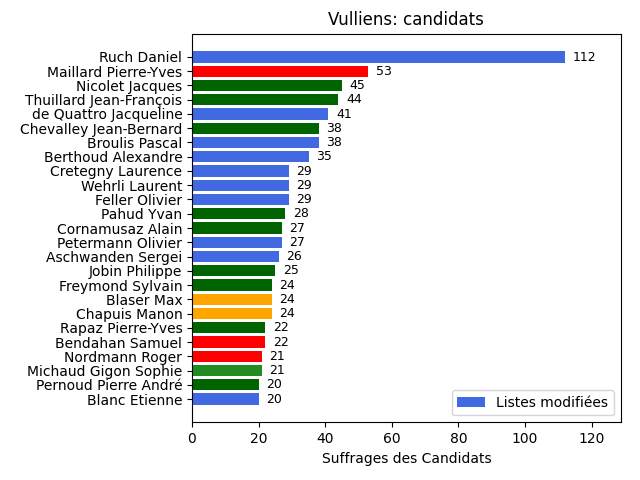 Vulliens: candidats
Ruch Daniel 112
Maillard Pierre-Yves 53
Nicolet Jacques 45
Thuillard Jean-François 44
de Quattro Jacqueline 41
Chevalley Jean-Bernard 38
Broulis Pascal 38
Berthoud Alexandre 35
Cretegny Laurence 29
Wehrli Laurent 29
Feller Olivier 29
Pahud Yvan 28
Cornamusaz Alain 27
Petermann Olivier 27
Aschwanden Sergei 26
Jobin Philippe 25
Freymond Sylvain 24
Blaser Max 24
Chapuis Manon 24
Rapaz Pierre-Yves 22
Bendahan Samuel 22
Nordmann Roger 21
Michaud Gigon Sophie 21
Pernoud Pierre André 20
Blanc Etienne 20
Listes modifiées
0 20 40 60 80 100 120
Suffrages des Candidats